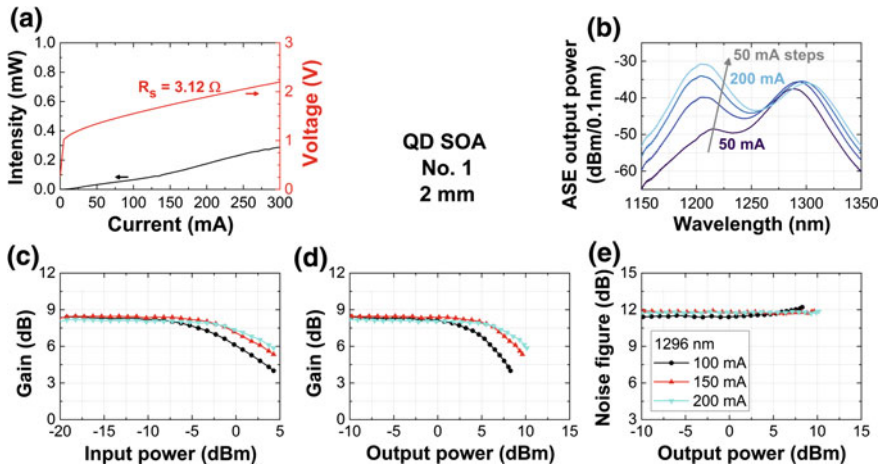 (a)
1.0
0.8
0.6
0.4
0.2
0.0
Intensity (mW)
3
2
1
0
Voltage (V)
R_s = 3.12 Ω
0 50 100 150 200 250 300
Current (mA)
QD SOA
No. 1
2 mm
(b)
-30
-40
-50
-60
ASE output power
(dBm/0.1nm)
50 mA steps
200 mA
50 mA
1150 1200 1250 1300 1350
Wavelength (nm)
(c)
12
9
6
3
0
Gain (dB)
-20 -15 -10 -5 0 5
Input power (dBm)
(d)
12
9
6
3
0
Gain (dB)
-10 -5 0 5 10 15
Output power (dBm)
(e)
15
12
9
6
3
Noise figure (dB)
1296 nm
100 mA
150 mA
200 mA
-10 -5 0 5 10 15
Output power (dBm)